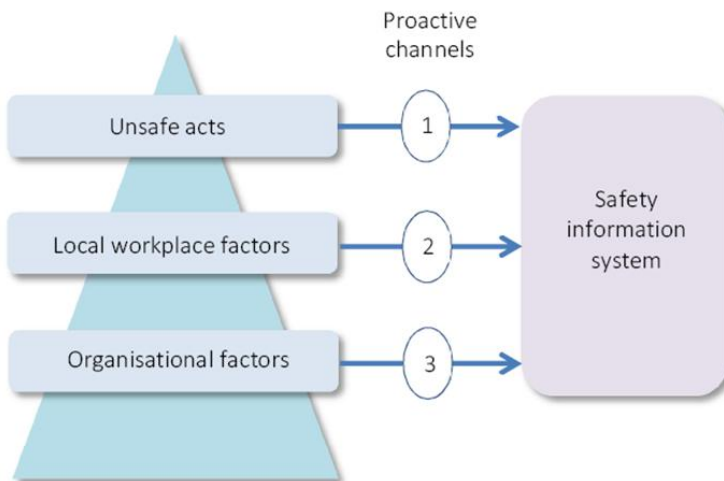 Proactive
channels
Unsafe acts
1
Local workplace factors
2
Organisational factors
3
Safety
information
system